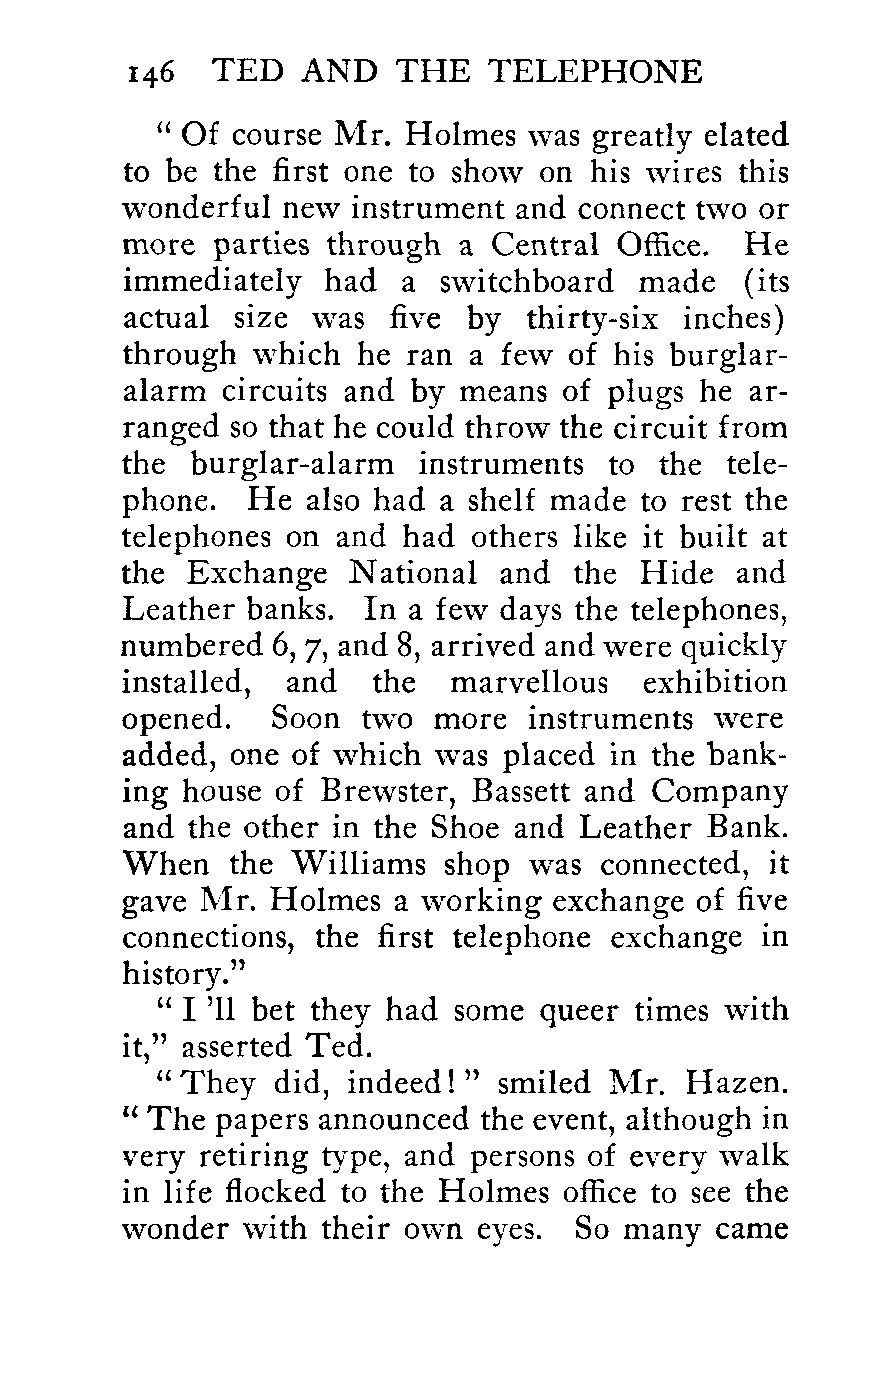 146 TED AND THE TELEPHONE
“ Of course Mr. Holmes was greatly elated
to be the first one to show on his wires this
wonderful new instrument and connect two or
more parties through a Central Office. He
immediately had a switchboard made (its
actual size was five by thirty-six inches)
through which he ran a few of his burglar-
alarm circuits and by means of plugs he ar-
ranged so that he could throw the circuit from
the burglar-alarm instruments to the tele-
phone. He also had a shelf made to rest the
telephones on and had others like it built at
the Exchange National and the Hide and
Leather banks. In a few days the telephones,
numbered 6, 7, and 8, arrived and were quickly
installed, and the marvellous exhibition
opened. Soon two more instruments were
added, one of which was placed in the bank-
ing house of Brewster, Bassett and Company
and the other in the Shoe and Leather Bank.
When the Williams shop was connected, it
gave Mr. Holmes a working exchange of five
connections, the first telephone exchange in
history.”
“ I ’ll bet they had some queer times with
it,” asserted Ted.
“ They did, indeed! ” smiled Mr. Hazen.
“ The papers announced the event, although in
very retiring type, and persons of every walk
in life flocked to the Holmes office to see the
wonder with their own eyes. So many came